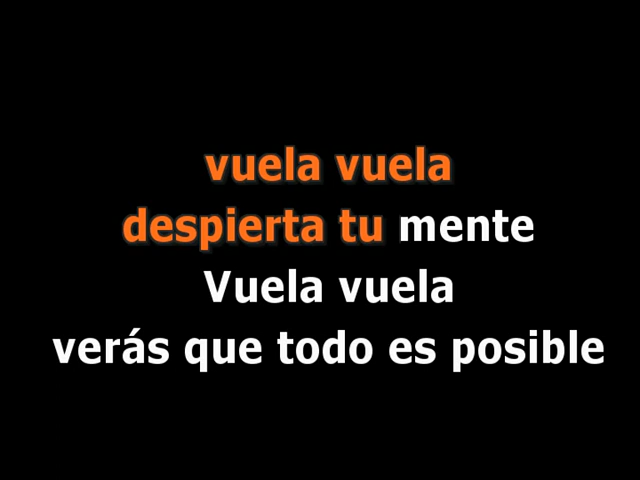 vuela vuela
despierta tu mente
Vuela vuela
verás que todo es posible